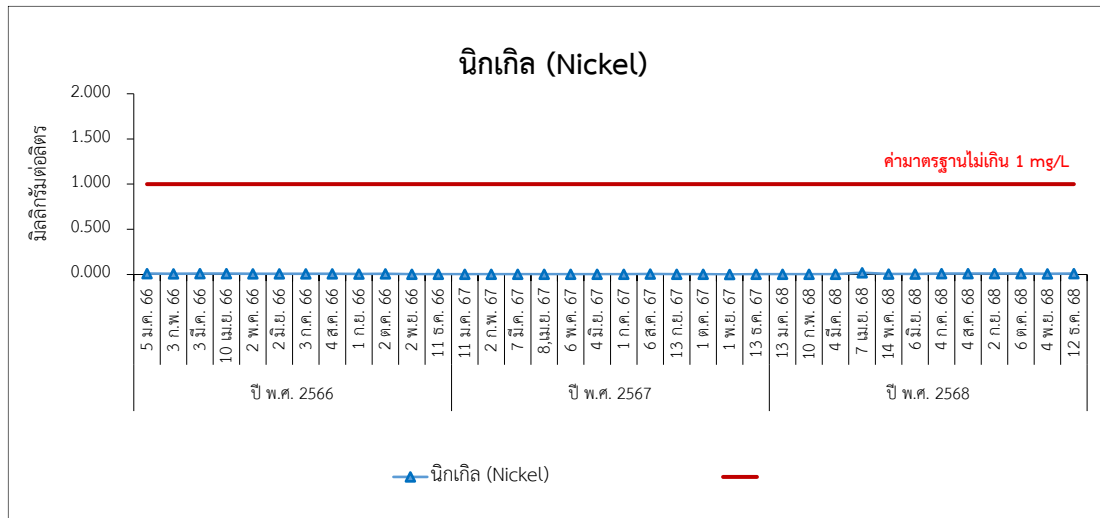 นิกเกิล (Nickel)
มิลลิกรัมต่อลิตร
2.000
1.500
1.000
0.500
0.000
ค่ามาตรฐานไม่เกิน 1 mg/L
5 ม.ค. 66
3 ก.พ. 66
3 มี.ค. 66
10 เม.ย. 66
2 พ.ค. 66
2 มิ.ย. 66
3 ก.ค. 66
4 ส.ค. 66
1 ก.ย. 66
2 ต.ค. 66
2 พ.ย. 66
11 ธ.ค. 66
11 ม.ค. 67
2 ก.พ. 67
7 มี.ค. 67
8,เม.ย. 67
6 พ.ค. 67
4 มิ.ย. 67
1 ก.ค. 67
6 ส.ค. 67
13 ก.ย. 67
1 ต.ค. 67
1 พ.ย. 67
13 ธ.ค. 67
13 ม.ค. 68
10 ก.พ. 68
4 มี.ค. 68
7 เม.ย. 68
14 พ.ค. 68
6 มิ.ย. 68
4 ก.ค. 68
4 ส.ค. 68
2 ก.ย. 68
6 ต.ค. 68
4 พ.ย. 68
12 ธ.ค. 68
ปี พ.ศ. 2566
ปี พ.ศ. 2567
ปี พ.ศ. 2568
นิกเกิล (Nickel)